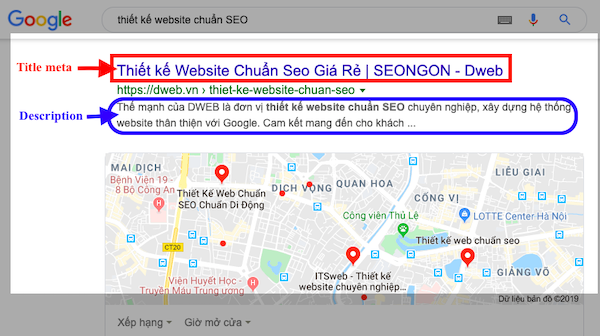 Google
thiết kế website chuẩn SEO
Title meta
Thiết kế Website Chuẩn Seo Giá Rẻ | SEONGON - Dweb
https://dweb.vn › thiet-ke-website-chuan-seo
Description
Thế mạnh của DWEB là đơn vị thiết kế website chuẩn SEO chuyên nghiệp, xây dựng hệ thống
website thân thiện với Google. Cam kết mang đến cho khách ...
MAI DỊCH
Bệnh Viện 19 -
8 Bộ Công An
Thiết Kế Web Chuẩn
SEO Chuẩn Di Động
DỊCH VỌNG
QUAN HOA
LIỄU GIAI
CỐNG VỊ
Công viên Thủ Lệ
LOTTE Center Hà Nội
Thiết kế web chuẩn seo
CT20
ITSweb - Thiết kế
website chuyên nghiệp...
GIẢNG VÕ
Viện Huyết Học -
Truyền Máu Trung ương
Dữ liệu bản đồ ©2019
Xếp hạng
Giờ mở cửa